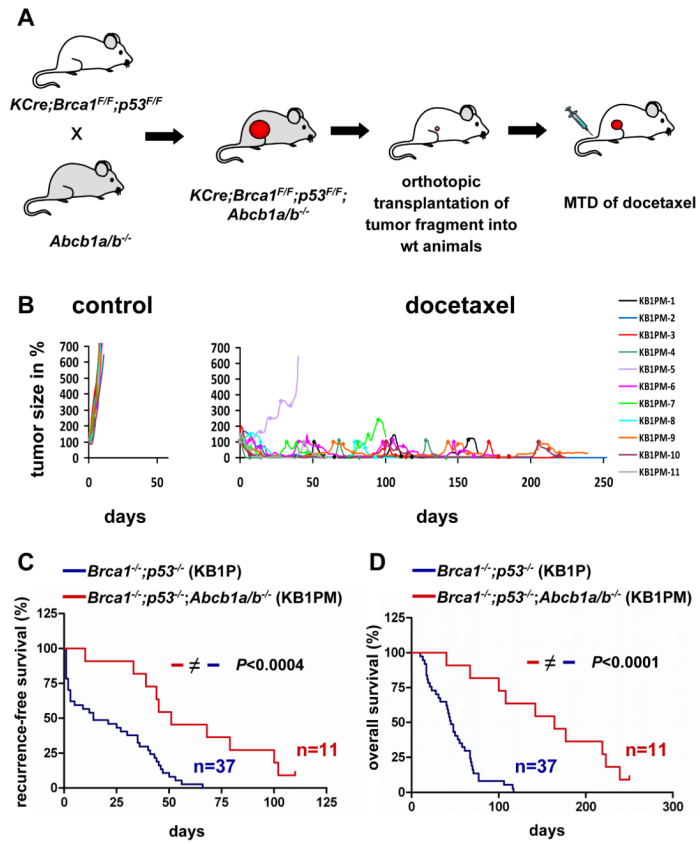 A
KCre;Brca1F/F;p53F/F
X
Abcb1a/b-/-
KCre;Brca1F/F;p53F/F;
Abcb1a/b-/-
orthotopic
transplantation of
tumor fragment into
wt animals
MTD of docetaxel
B
control
docetaxel
tumor size in %
700
600
500
400
300
200
100
0
0
50
days
700
600
500
400
300
200
100
0
0
50
100
150
200
250
days
KB1PM-1
KB1PM-2
KB1PM-3
KB1PM-4
KB1PM-5
KB1PM-6
KB1PM-7
KB1PM-8
KB1PM-9
KB1PM-10
KB1PM-11
C
Brca1-/-;p53-/- (KB1P)
Brca1-/-;p53-/-;Abcb1a/b-/- (KB1PM)
recurrence-free survival (%)
125
100
75
50
25
0
≠
P<0.0004
n=11
n=37
0
25
50
75
100
125
days
D
Brca1-/-;p53-/- (KB1P)
Brca1-/-;p53-/-;Abcb1a/b-/- (KB1PM)
overall survival (%)
125
100
75
50
25
0
≠
P<0.0001
n=11
n=37
0
100
200
300
days